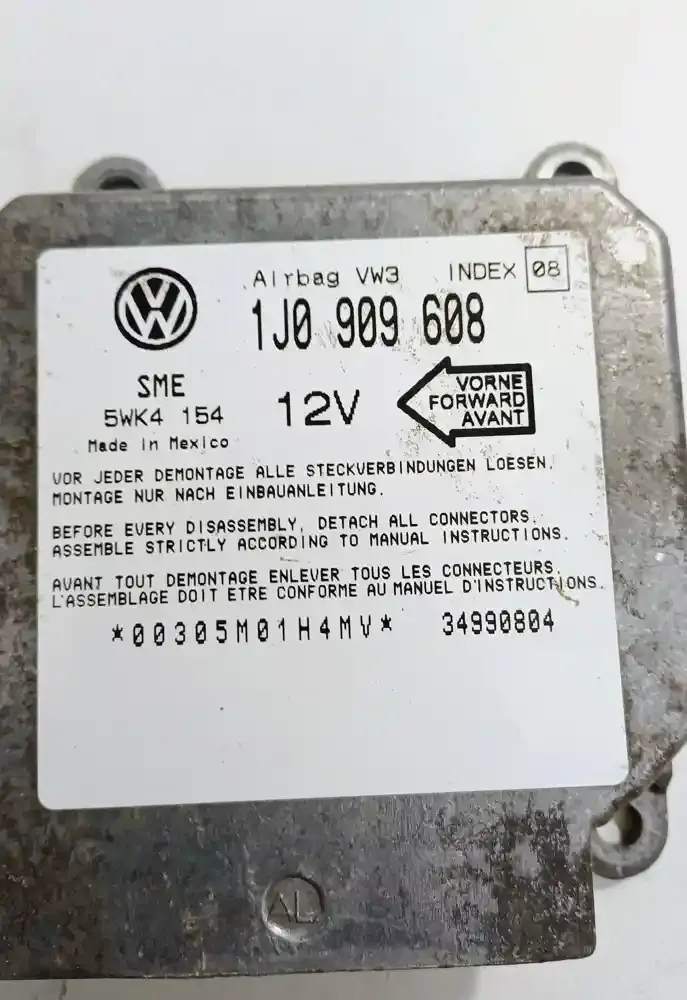 Airbag VW3 INDEX 08
1J0 909 608
SME
5WK4 154
Made in Mexico
12V
VORNE
FORWARD
AVANT
VOR JEDER DEMONTAGE ALLE STECKVERBINDUNGEN LOESEN.
MONTAGE NUR NACH EINBAUANLEITUNG.
BEFORE EVERY DISASSEMBLY, DETACH ALL CONNECTORS.
ASSEMBLE STRICTLY ACCORDING TO MANUAL INSTRUCTIONS.
AVANT TOUT DEMONTAGE ENLEVER TOUS LES CONNECTEURS.
L'ASSEMBLAGE DOIT ETRE CONFORME AU MANUEL D'INSTRUCTIONS.
*00305M01H4MV* 34990804
AL